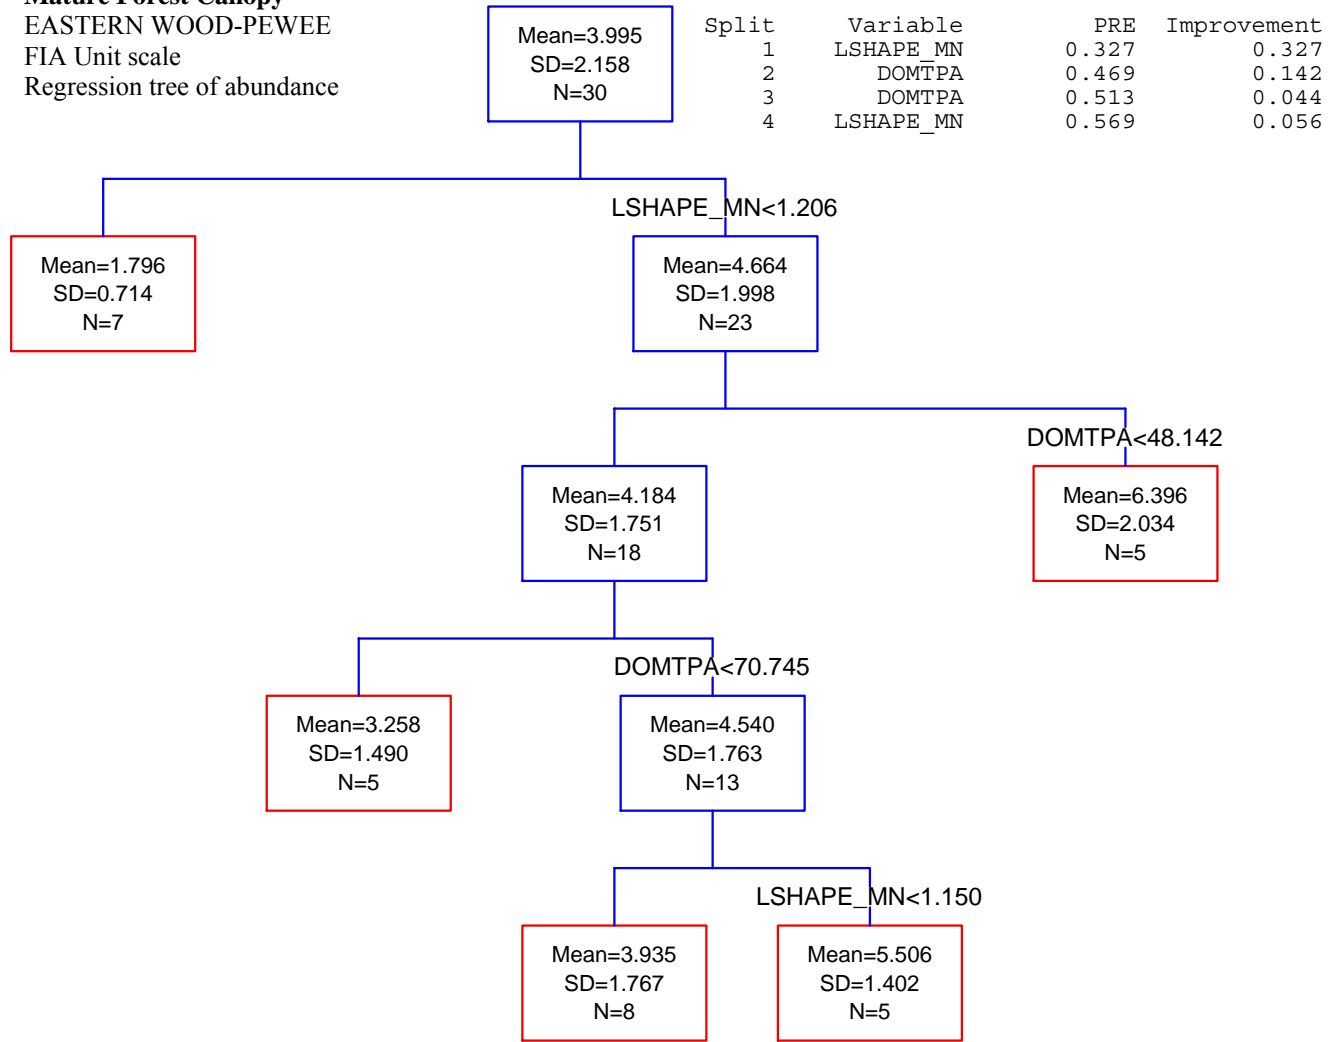 Mature Forest Canopy
EASTERN WOOD-PEWEE
FIA Unit scale
Regression tree of abundance
Split Variable PRE Improvement
1 LSHAPE_MN 0.327 0.327
2 DOMTPA 0.469 0.142
3 DOMTPA 0.513 0.044
4 LSHAPE_MN 0.569 0.056
Mean=3.995
SD=2.158
N=30
LSHAPE_MN<1.206
Mean=1.796
SD=0.714
N=7
Mean=4.664
SD=1.998
N=23
DOMTPA<48.142
Mean=4.184
SD=1.751
N=18
Mean=6.396
SD=2.034
N=5
DOMTPA<70.745
Mean=3.258
SD=1.490
N=5
Mean=4.540
SD=1.763
N=13
LSHAPE_MN<1.150
Mean=3.935
SD=1.767
N=8
Mean=5.506
SD=1.402
N=5